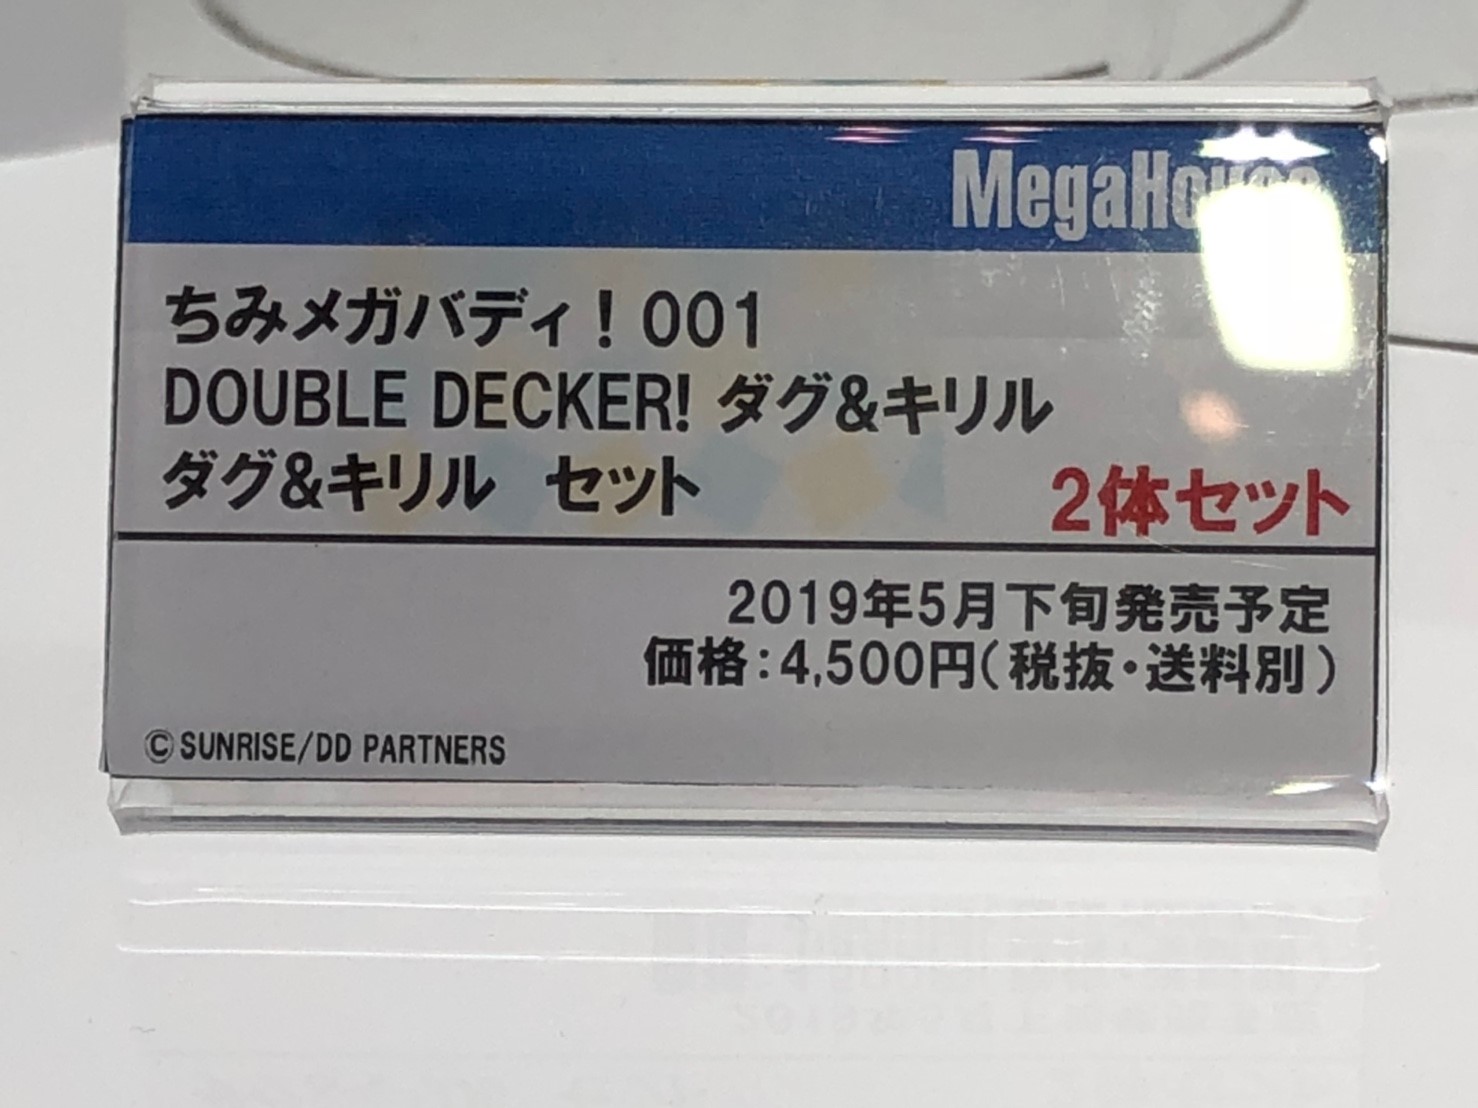 MegaHouse
ちみメガバディ！001
DOUBLE DECKER! ダグ&キリル
ダグ&キリル　セット
2体セット
2019年5月下旬発売予定
価格：4,500円（税抜・送料別）
©SUNRISE/DD PARTNERS